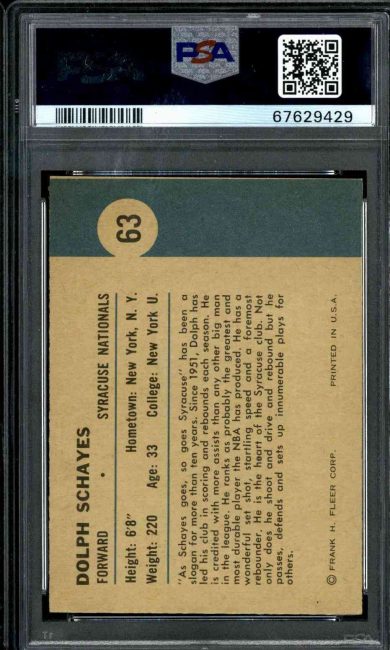 PSA
67629429
63
DOLPH SCHAYES
FORWARD • SYRACUSE NATIONALS
Height: 6'8" Hometown: New York, N. Y.
Weight: 220 Age: 33 College: New York U.
"As Schayes goes, so goes Syracuse" has been a
slogan for more than ten years. Since 1951, Dolph has
led his club in scoring and rebounds each season. He
is credited with more assists than any other big man
in the league. He ranks as probably the greatest and
most durable player the NBA has produced. He has a
wonderful set shot, startling speed and a foremost
rebounder. He is the heart of the Syracuse club. Not
only does he shoot and drive and rebound but he
passes, defends and sets up innumerable plays for
others.
© FRANK H. FLEER CORP. PRINTED IN U.S.A.